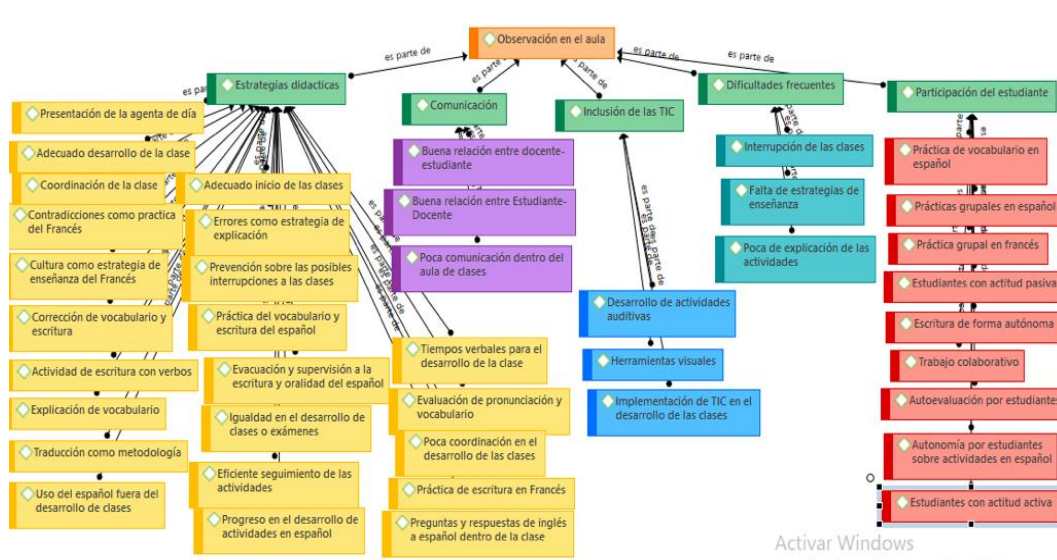 Observación en el aula
es parte de
es parte de
es parte de
es parte de
Estrategias didacticas
Comunicación
Inclusión de las TIC
Dificultades frecuentes
Participación del estudiante
Presentación de la agenta de día
Adecuado desarrollo de la clase
Coordinación de la clase
Contradicciones como practica
del Francés
Cultura como estrategia de
enseñanza del Francés
Corrección de vocabulario y
escritura
Actividad de escritura con verbos
Explicación de vocabulario
Traducción como metodología
Uso del español fuera del
desarrollo de clases
Adecuado inicio de las clases
Errores como estrategia de
explicación
Prevención sobre las posibles
interrupciones a las clases
Práctica del vocabulario y
escritura del español
Evacuación y supervisión a la
escritura y oralidad del español
Igualdad en el desarrollo de
clases o exámenes
Eficiente seguimiento de las
actividades
Progreso en el desarrollo de
actividades en español
Tiempos verbales para el
desarrollo de la clase
Evaluación de pronunciación y
vocabulario
Poca coordinación en el
desarrollo de las clases
Práctica de escritura en Francés
Preguntas y respuestas de inglés
a español dentro de la clase
Buena relación entre docente-
estudiante
Buena relación entre Estudiante-
Docente
Poca comunicación dentro del
aula de clases
es parte de
es parte de
Desarrollo de actividades
auditivas
Herramientas visuales
Implementación de TIC en el
desarrollo de las clases
Interrupción de las clases
Falta de estrategias de
enseñanza
Poca de explicación de las
actividades
Práctica de vocabulario en
español
Prácticas grupales en español
Práctica grupal en francés
Estudiantes con actitud pasiva
Escritura de forma autónoma
Trabajo colaborativo
Autoevaluación por estudiantes
Autonomía por estudiantes
sobre actividades en español
Estudiantes con actitud activa
Activar Windows